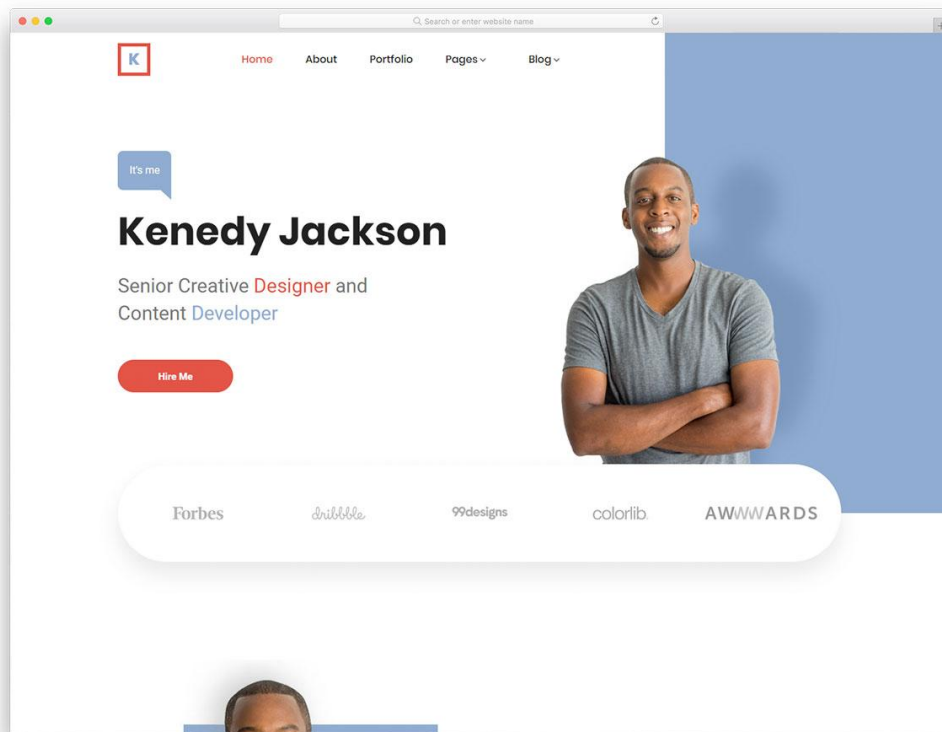 Search or enter website name
K
Home About Portfolio Pages Blog
It's me
Kenedy Jackson
Senior Creative Designer and
Content Developer
Hire Me
Forbes dribbble 99designs colorlib. AWWWARDS